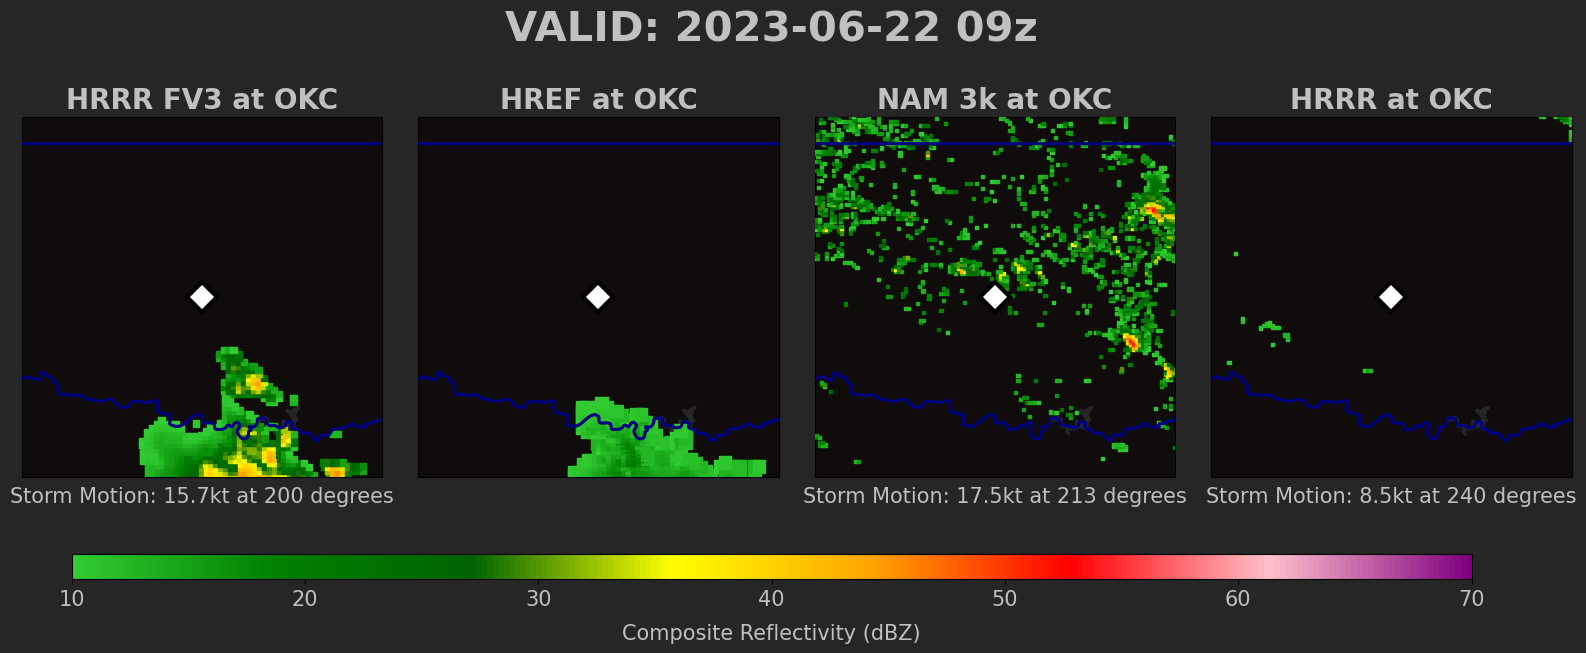 VALID: 2023-06-22 09z
HRRR FV3 at OKC
HREF at OKC
NAM 3k at OKC
HRRR at OKC
Storm Motion: 15.7kt at 200 degrees
Storm Motion: 17.5kt at 213 degrees
Storm Motion: 8.5kt at 240 degrees
10 20 30 40 50 60 70
Composite Reflectivity (dBZ)